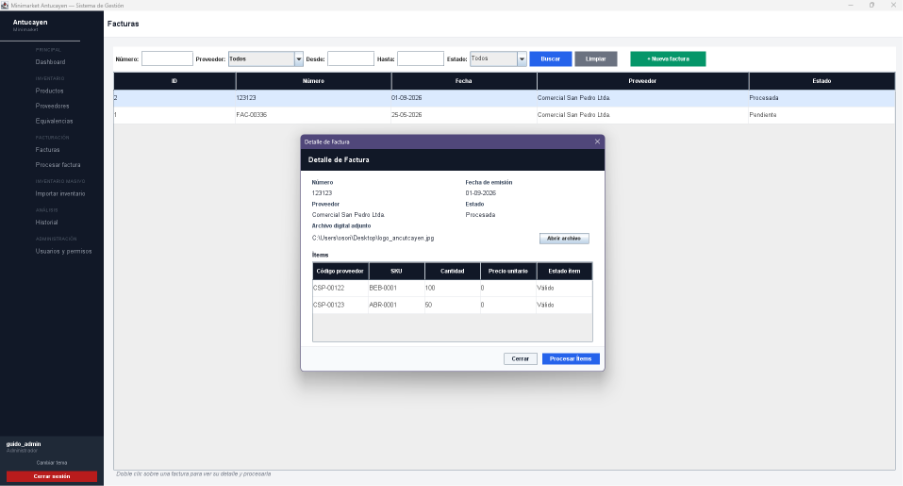 Minimarket Antucayen — Sistema de Gestión
Antucayen
Minimarket
Facturas
PRINCIPAL
Dashboard
INVENTARIO
Productos
Proveedores
Equivalencias
FACTURACIÓN
Facturas
Procesar factura
INVENTARIO MASIVO
Importar inventario
ANÁLISIS
Historial
ADMINISTRACIÓN
Usuarios y permisos
guido_admin
Administrador
Cambiar tema
Cerrar sesión
Número: Proveedor: Todos Desde: Hasta: Estado: Todos Buscar Limpiar + Nueva factura
ID Número Fecha Proveedor Estado
2 123123 01-09-2026 Comercial San Pedro Ltda. Procesada
1 FAC-00336 25-05-2026 Comercial San Pedro Ltda. Pendiente
Detalle de Factura
Detalle de Factura
Número Fecha de emisión
123123 01-09-2026
Proveedor Estado
Comercial San Pedro Ltda. Procesada
Archivo digital adjunto
C:\Users\usori\Desktop\logo_ancutcayen.jpg Abrir archivo
Ítems
Código proveedor SKU Cantidad Precio unitario Estado ítem
CSP-00122 BEB-0001 100 0 Válido
CSP-00123 ABR-0001 50 0 Válido
Cerrar Procesar ítems
Doble clic sobre una factura para ver su detalle y procesarla